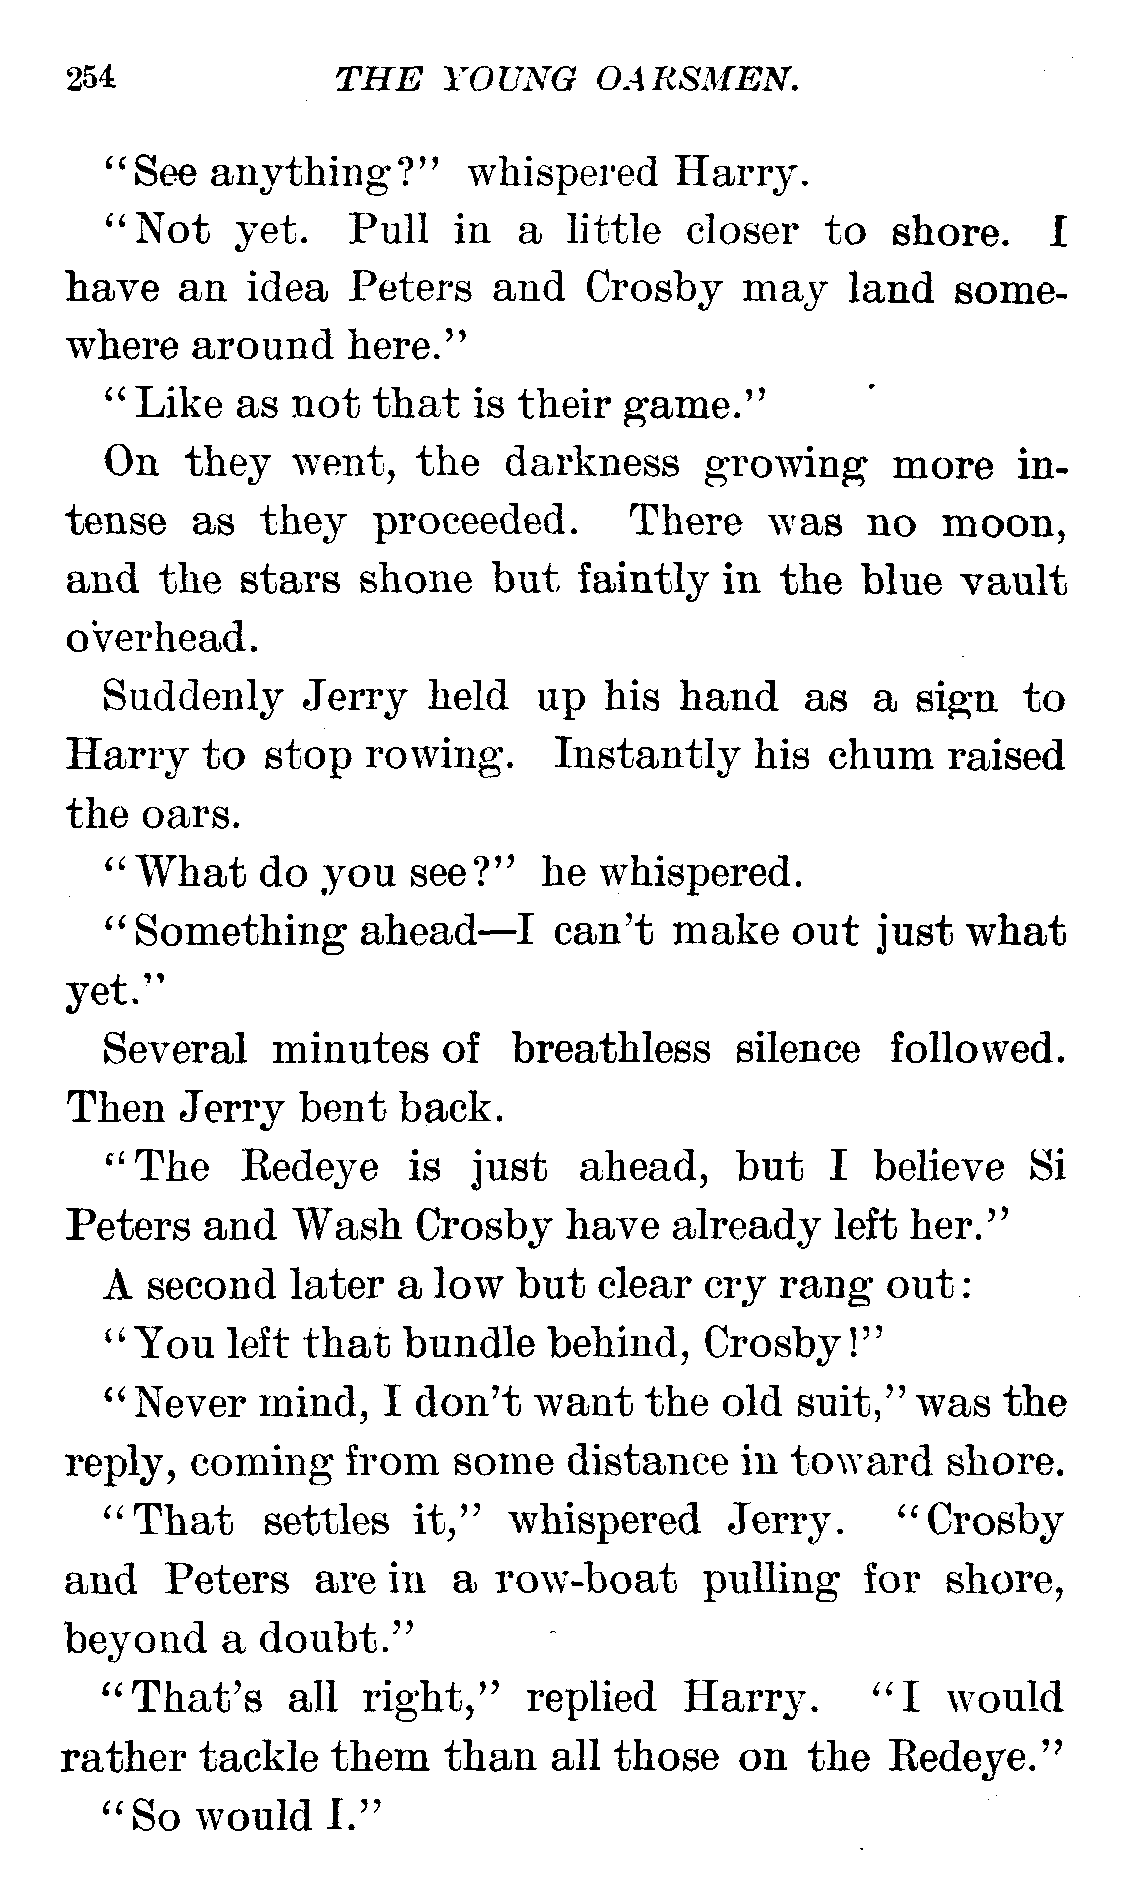 254 THE YOUNG OARSMEN.
"See anything?" whispered Harry.
"Not yet. Pull in a little closer to shore. I
have an idea Peters and Crosby may land some-
where around here."
"Like as not that is their game."
On they went, the darkness growing more in-
tense as they proceeded. There was no moon,
and the stars shone but faintly in the blue vault
overhead.
Suddenly Jerry held up his hand as a sign to
Harry to stop rowing. Instantly his chum raised
the oars.
"What do you see?" he whispered.
"Something ahead—I can't make out just what
yet."
Several minutes of breathless silence followed.
Then Jerry bent back.
"The Redeye is just ahead, but I believe Si
Peters and Wash Crosby have already left her."
A second later a low but clear cry rang out:
"You left that bundle behind, Crosby!"
"Never mind, I don't want the old suit," was the
reply, coming from some distance in toward shore.
"That settles it," whispered Jerry. "Crosby
and Peters are in a row-boat pulling for shore,
beyond a doubt."
"That's all right," replied Harry. "I would
rather tackle them than all those on the Redeye."
"So would I."